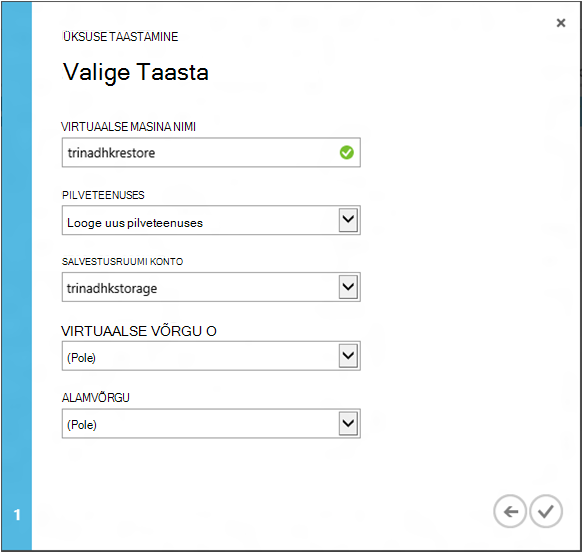 ÜKSUSE TAASTAMINE
Valige Taasta
VIRTUAALSE MASINA NIMI
trinadhkrestore
PILVETEENUSES
Looge uus pilveteenuses
SALVESTUSRUUMI KONTO
trinadhkstorage
VIRTUAALSE VÕRGU O
(Pole)
ALAMVÕRGU
(Pole)
1